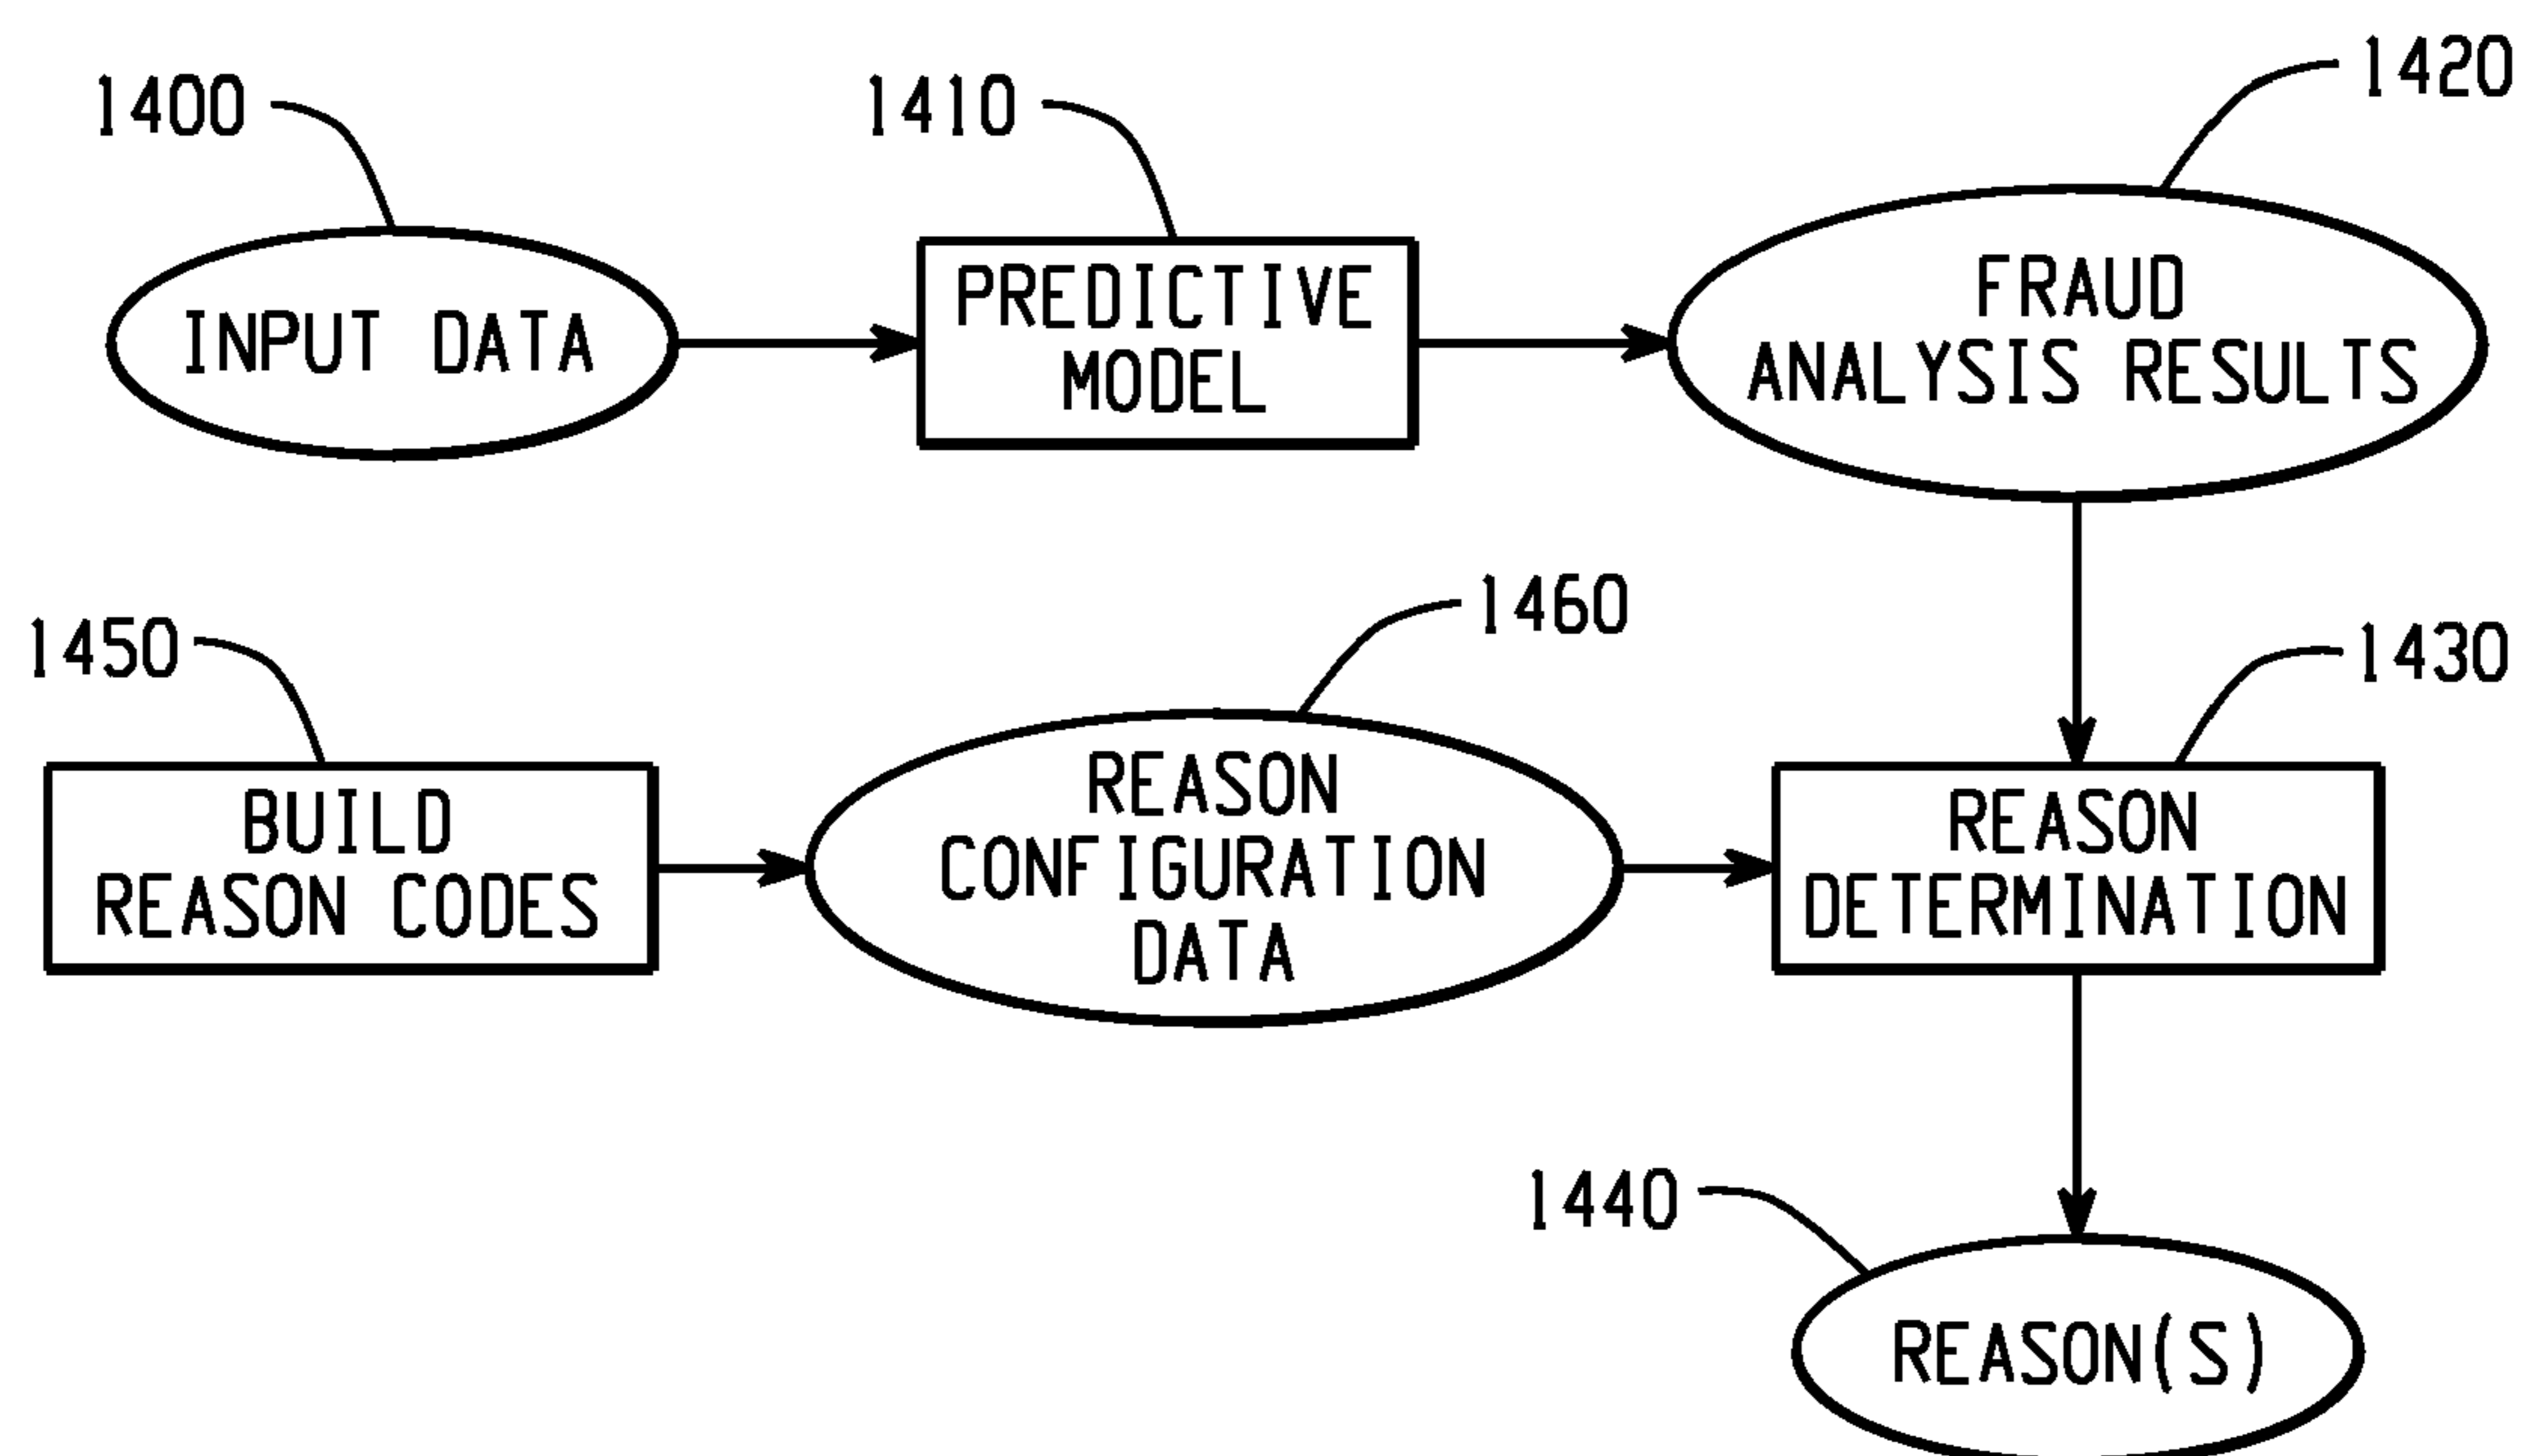 1400
1410
1420
INPUT DATA
PREDICTIVE
MODEL
FRAUD
ANALYSIS RESULTS
1450
1460
1430
BUILD
REASON CODES
REASON
CONFIGURATION
DATA
REASON
DETERMINATION
1440
REASON(S)